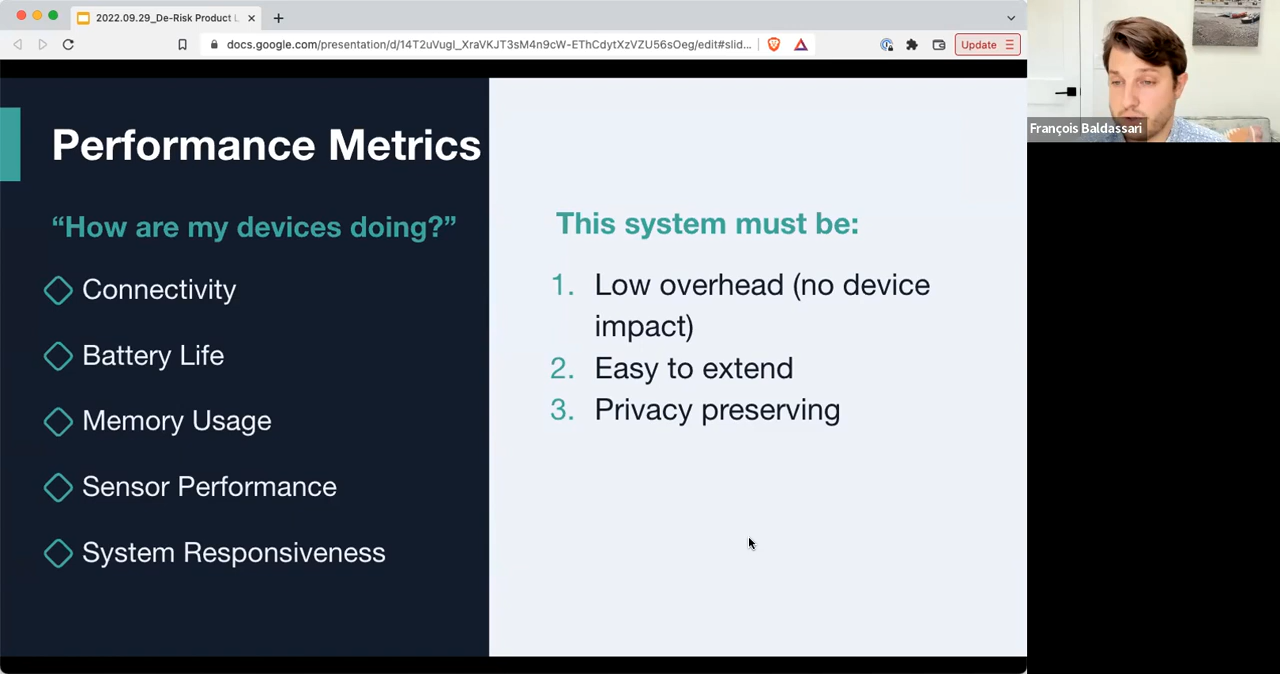 2022.09.29_De-Risk Product L
docs.google.com/presentation/d/14T2uVugI_XraVKJT3sM4n9cW-EThCdytXzVZU56sOeg/edit#slid...
Update
François Baldassari
Performance Metrics
“How are my devices doing?”
Connectivity
Battery Life
Memory Usage
Sensor Performance
System Responsiveness
This system must be:
1. Low overhead (no device
impact)
2. Easy to extend
3. Privacy preserving